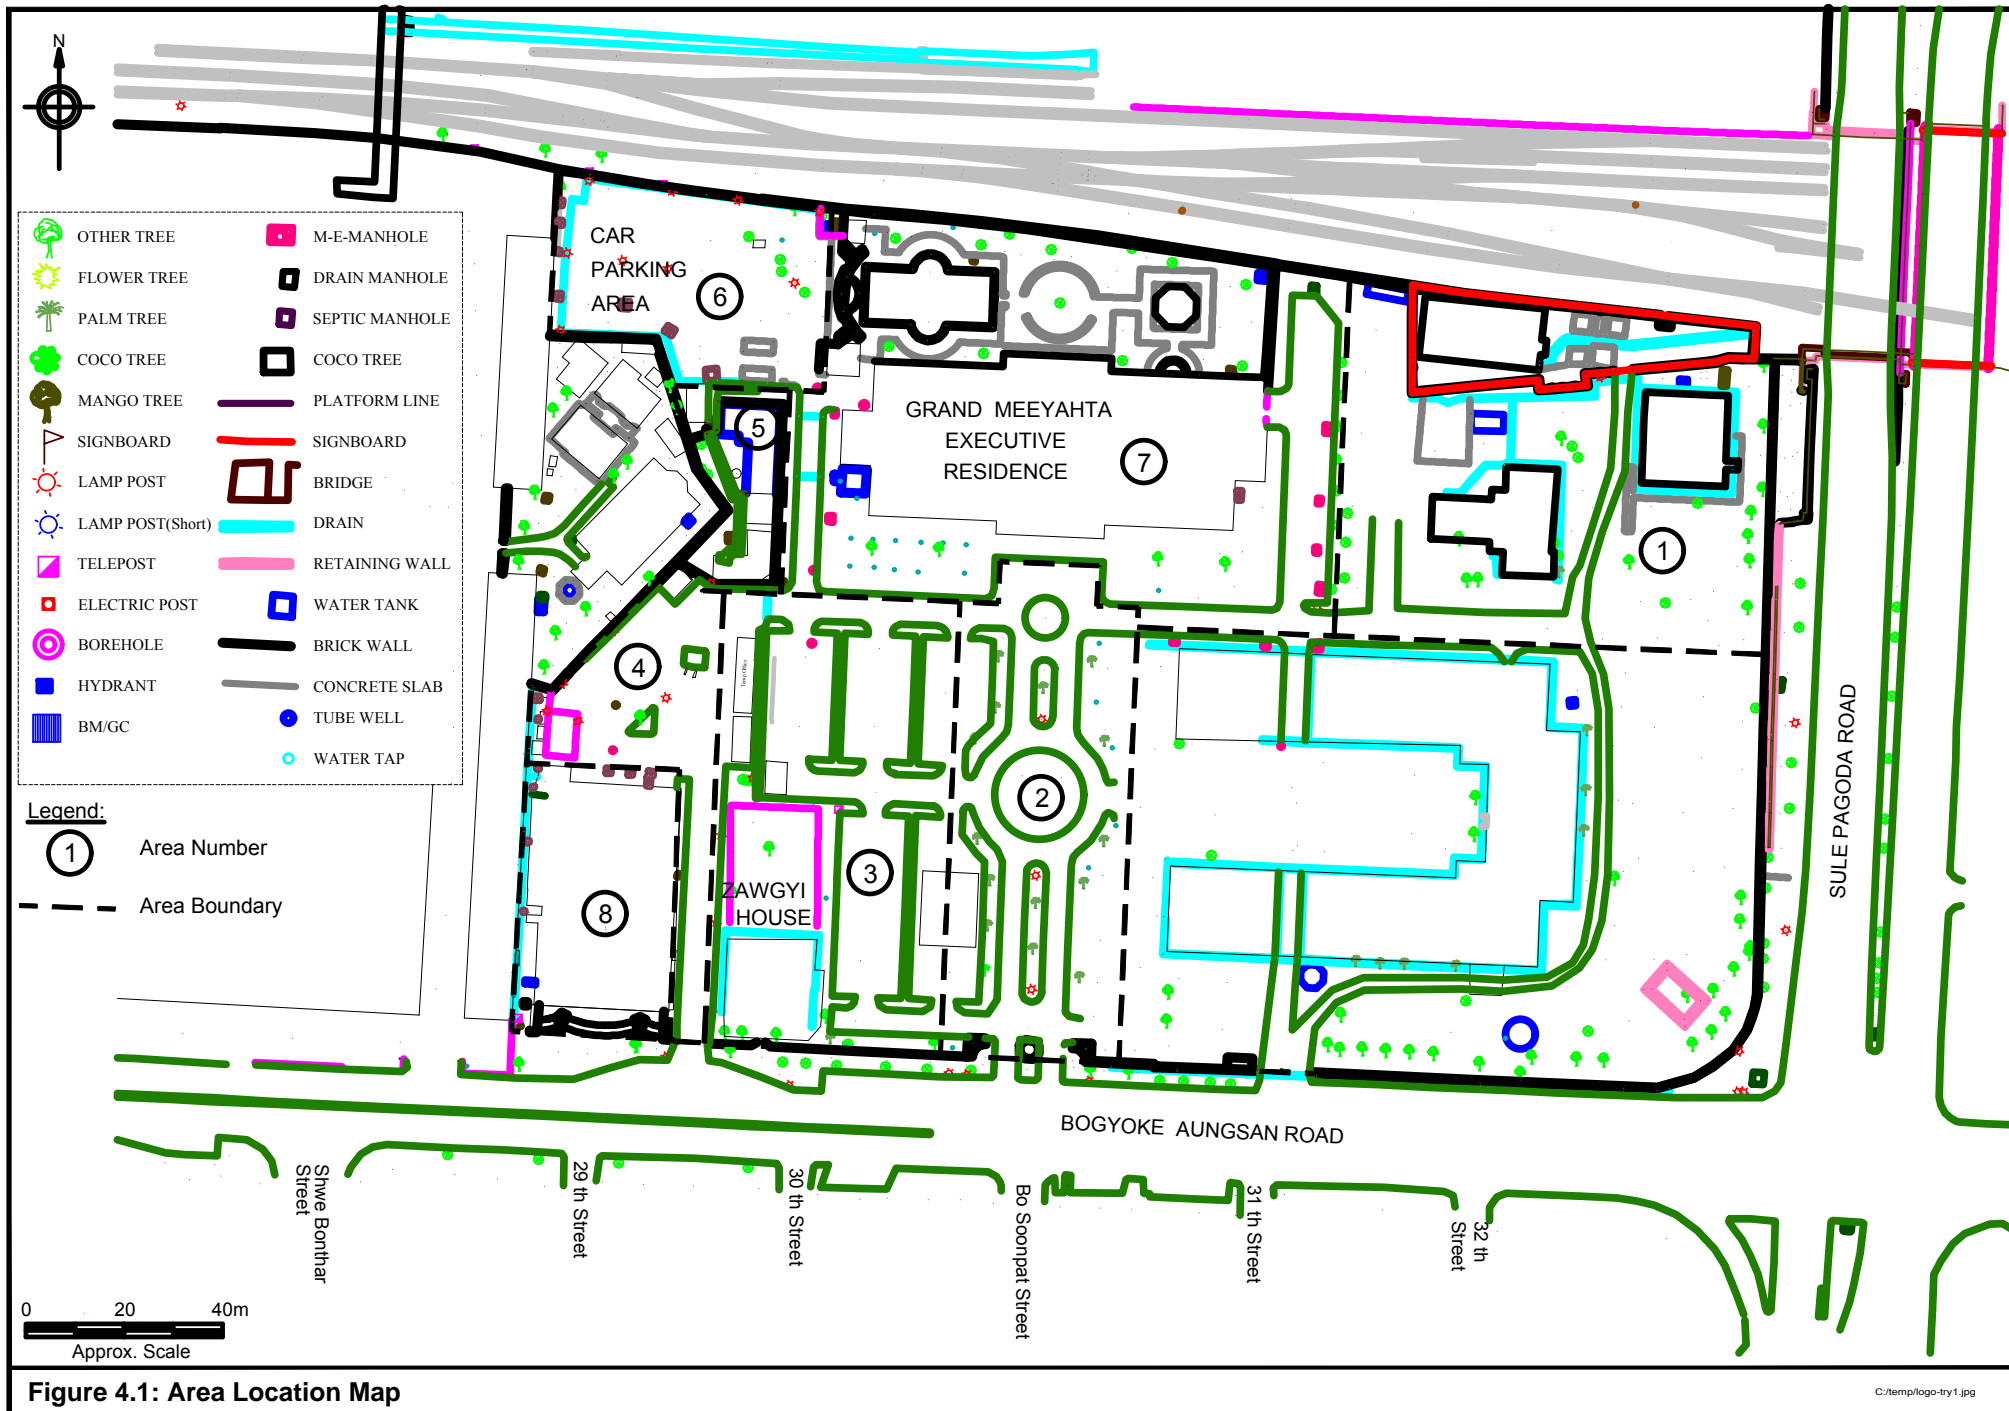 N
OTHER TREE
FLOWER TREE
PALM TREE
COCO TREE
MANGO TREE
SIGNBOARD
LAMP POST
LAMP POST(Short)
TELEPOST
ELECTRIC POST
BOREHOLE
HYDRANT
BM/GC
M-E-MANHOLE
DRAIN MANHOLE
SEPTIC MANHOLE
COCO TREE
PLATFORM LINE
SIGNBOARD
BRIDGE
DRAIN
RETAINING WALL
WATER TANK
BRICK WALL
CONCRETE SLAB
TUBE WELL
WATER TAP
Legend:
1 Area Number
Area Boundary
CAR
PARKING
AREA
6
5
GRAND MEEYAHTA
EXECUTIVE
RESIDENCE
7
1
4
2
3
ZAWGYI
HOUSE
8
SULE PAGODA ROAD
BOGYOKE AUNGSAN ROAD
Shwe Bonthar
Street
29 th Street
30 th Street
Bo Soonpat Street
31 th Street
32 th
Street
0 20 40m
Approx. Scale
Figure 4.1: Area Location Map
C:/temp/logo-try1.jpg